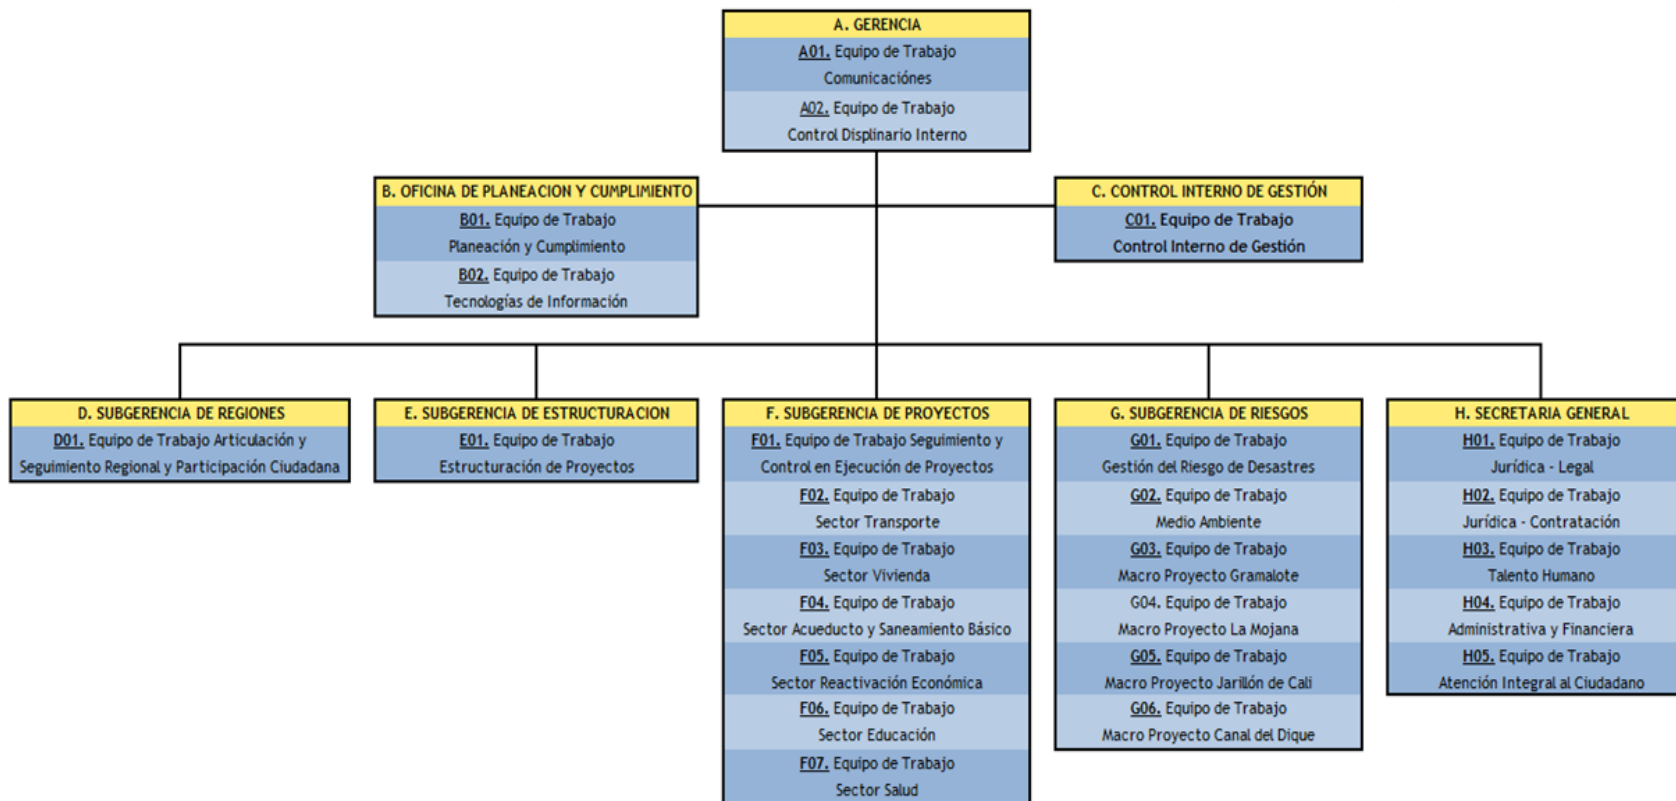 A. GERENCIA
A01. Equipo de Trabajo
Comunicaciónes
A02. Equipo de Trabajo
Control Displinario Interno
B. OFICINA DE PLANEACION Y CUMPLIMIENTO
B01. Equipo de Trabajo
Planeación y Cumplimiento
B02. Equipo de Trabajo
Tecnologías de Información
C. CONTROL INTERNO DE GESTIÓN
C01. Equipo de Trabajo
Control Interno de Gestión
D. SUBGERENCIA DE REGIONES
D01. Equipo de Trabajo Articulación y
Seguimiento Regional y Participación Ciudadana
E. SUBGERENCIA DE ESTRUCTURACION
E01. Equipo de Trabajo
Estructuración de Proyectos
F. SUBGERENCIA DE PROYECTOS
F01. Equipo de Trabajo Seguimiento y
Control en Ejecución de Proyectos
F02. Equipo de Trabajo
Sector Transporte
F03. Equipo de Trabajo
Sector Vivienda
F04. Equipo de Trabajo
Sector Acueducto y Saneamiento Básico
F05. Equipo de Trabajo
Sector Reactivación Económica
F06. Equipo de Trabajo
Sector Educación
F07. Equipo de Trabajo
Sector Salud
G. SUBGERENCIA DE RIESGOS
G01. Equipo de Trabajo
Gestión del Riesgo de Desastres
G02. Equipo de Trabajo
Medio Ambiente
G03. Equipo de Trabajo
Macro Proyecto Gramalote
G04. Equipo de Trabajo
Macro Proyecto La Mojana
G05. Equipo de Trabajo
Macro Proyecto Jarillón de Cali
G06. Equipo de Trabajo
Macro Proyecto Canal del Dique
H. SECRETARIA GENERAL
H01. Equipo de Trabajo
Jurídica - Legal
H02. Equipo de Trabajo
Jurídica - Contratación
H03. Equipo de Trabajo
Talento Humano
H04. Equipo de Trabajo
Administrativa y Financiera
H05. Equipo de Trabajo
Atención Integral al Ciudadano